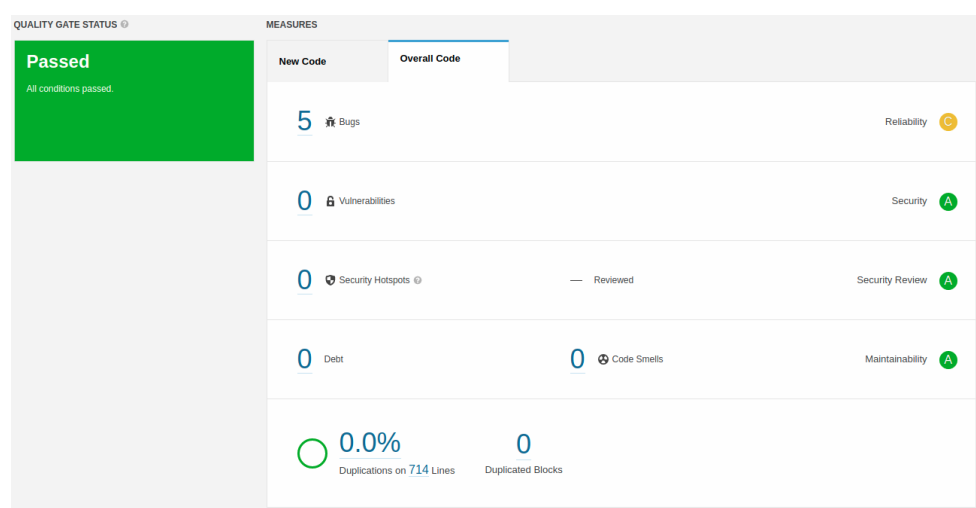 QUALITY GATE STATUS
MEASURES
Passed
All conditions passed.
New Code
Overall Code
5 Bugs
Reliability C
0 Vulnerabilities
Security A
0 Security Hotspots ?
— Reviewed
Security Review A
0 Debt
0 Code Smells
Maintainability A
0.0%
Duplications on 714 Lines
0
Duplicated Blocks